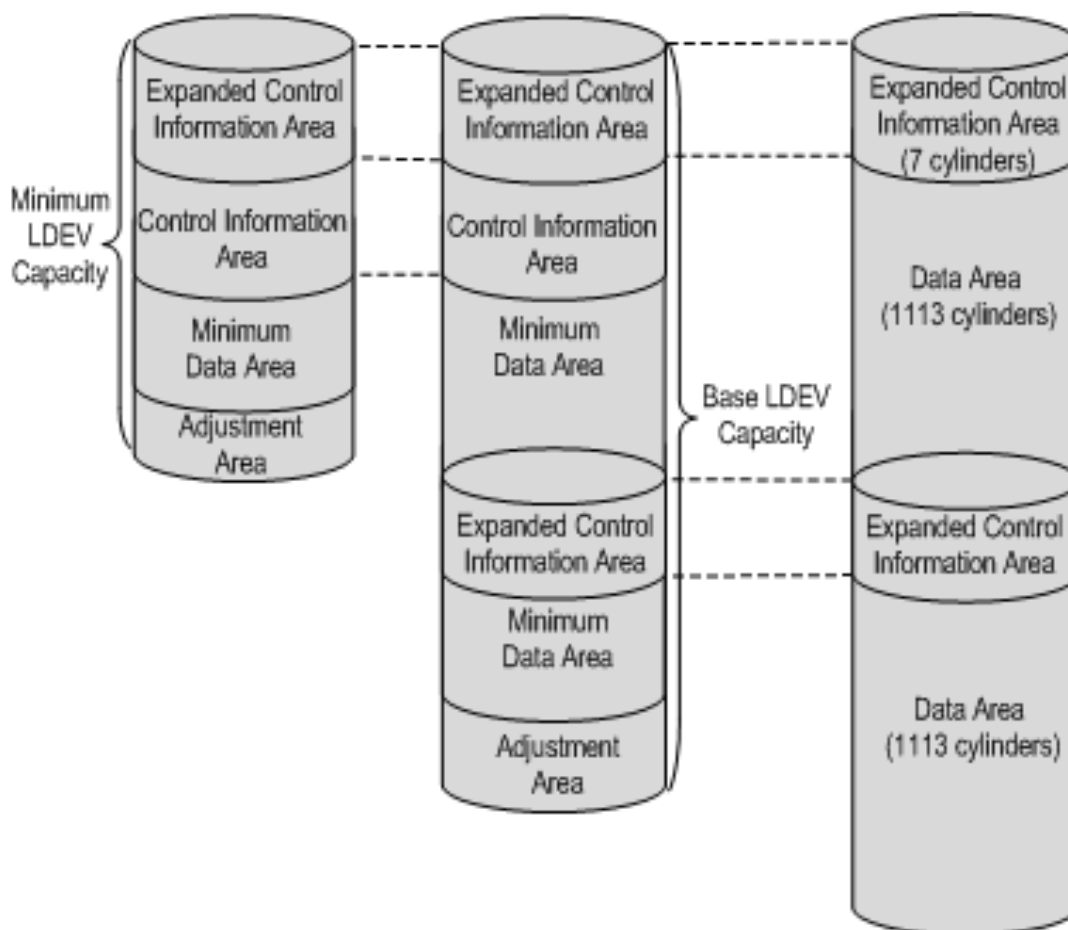 Minimum
LDEV
Capacity
Expanded Control
Information Area
Control Information
Area
Minimum
Data Area
Adjustment
Area
Expanded Control
Information Area
Control Information
Area
Minimum
Data Area
Expanded Control
Information Area
Minimum
Data Area
Adjustment
Area
Base LDEV
Capacity
Expanded Control
Information Area
(7 cylinders)
Data Area
(1113 cylinders)
Expanded Control
Information Area
Data Area
(1113 cylinders)